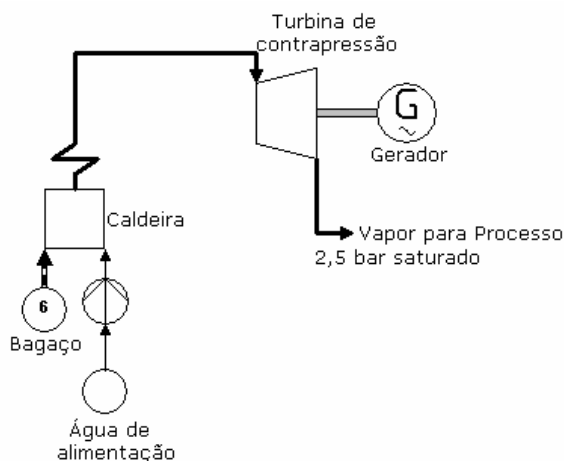 Turbina de
contrapressão
G
~
Gerador
Caldeira
Vapor para Processo
2,5 bar saturado
6
Bagaço
Água de
alimentação